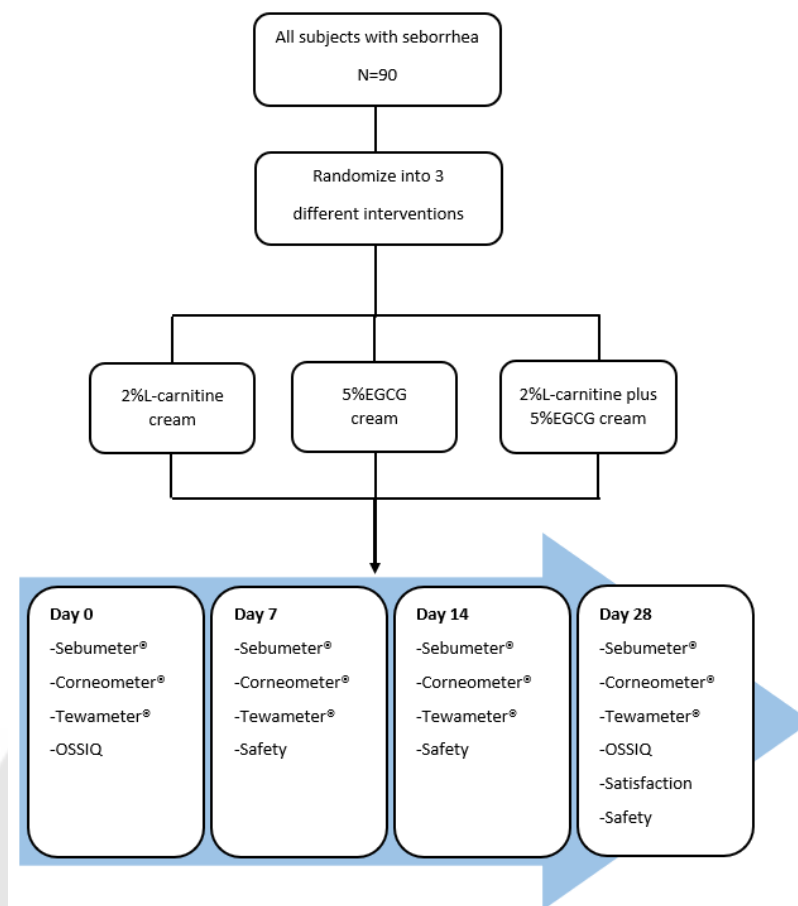 All subjects with seborrhea
N=90
Randomize into 3
different interventions
2%L-carnitine
cream
5%EGCG
cream
2%L-carnitine plus
5%EGCG cream
Day 0
-Sebumeter®
-Corneometer®
-Tewameter®
-OSSIQ
Day 7
-Sebumeter®
-Corneometer®
-Tewameter®
-Safety
Day 14
-Sebumeter®
-Corneometer®
-Tewameter®
-Safety
Day 28
-Sebumeter®
-Corneometer®
-Tewameter®
-OSSIQ
-Satisfaction
-Safety